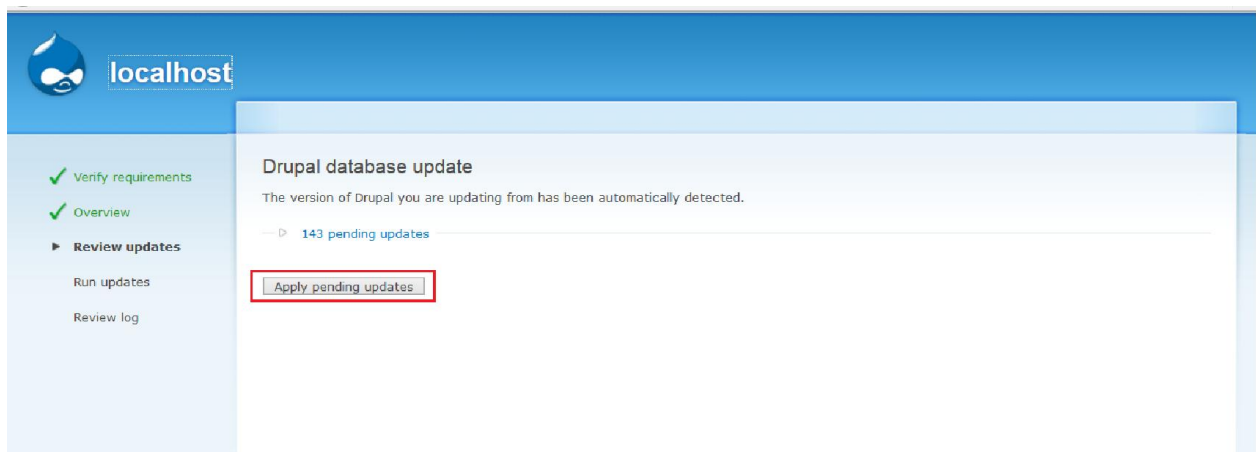 localhost
Verify requirements
Overview
Review updates
Run updates
Review log
Drupal database update
The version of Drupal you are updating from has been automatically detected.
143 pending updates
Apply pending updates